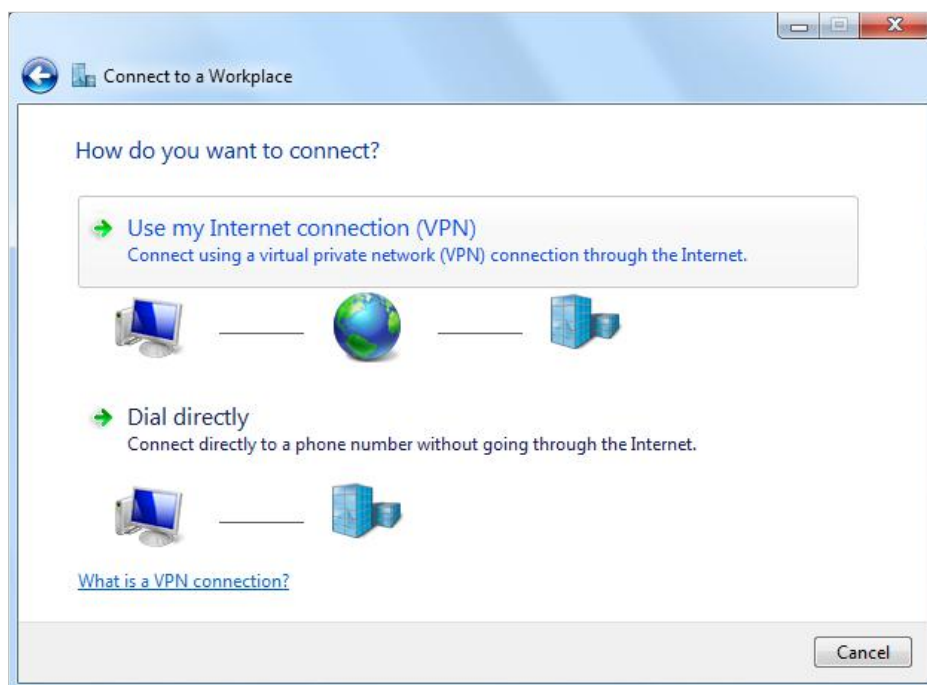 Connect to a Workplace
How do you want to connect?
Use my Internet connection (VPN)
Connect using a virtual private network (VPN) connection through the Internet.
Dial directly
Connect directly to a phone number without going through the Internet.
What is a VPN connection?
Cancel